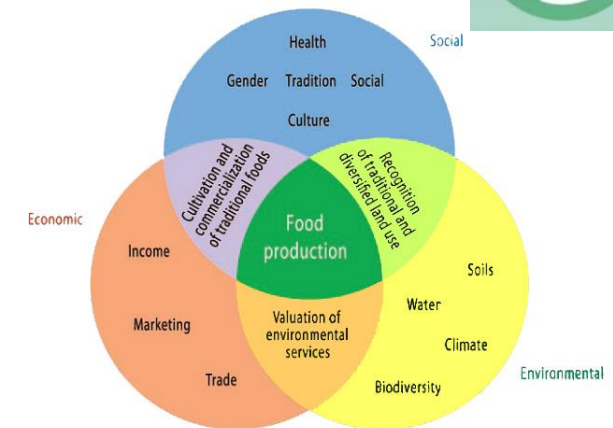 Social
Health
Gender Tradition Social
Culture
Cultivation and
commercialization
of traditional foods
Recognition
of traditional and
diversified land use
Economic
Food
production
Income
Soils
Water
Marketing
Valuation of
environmental
services
Climate
Trade
Biodiversity
Environmental